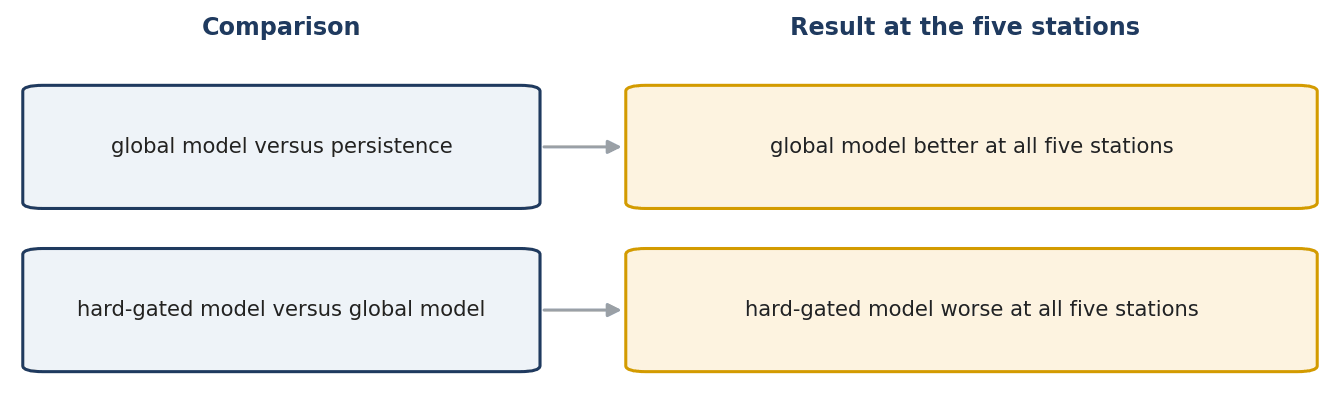 Comparison
Result at the five stations
global model versus persistence
global model better at all five stations
hard-gated model versus global model
hard-gated model worse at all five stations